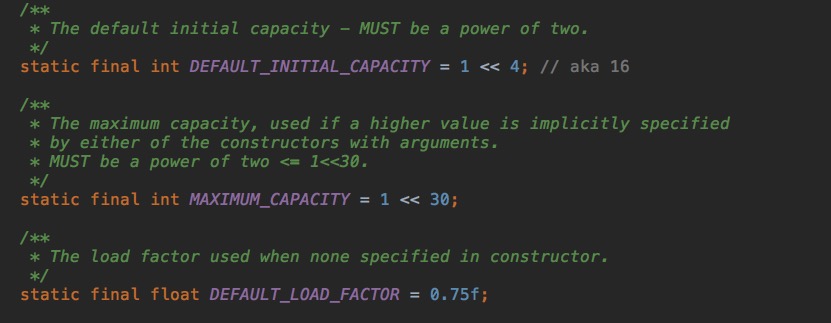 /**
* The default initial capacity – MUST be a power of two.
*/
static final int DEFAULT_INITIAL_CAPACITY = 1 << 4; // aka 16
/**
* The maximum capacity, used if a higher value is implicitly specified
* by either of the constructors with arguments.
* MUST be a power of two <= 1<<30.
*/
static final int MAXIMUM_CAPACITY = 1 << 30;
/**
* The load factor used when none specified in constructor.
*/
static final float DEFAULT_LOAD_FACTOR = 0.75f;